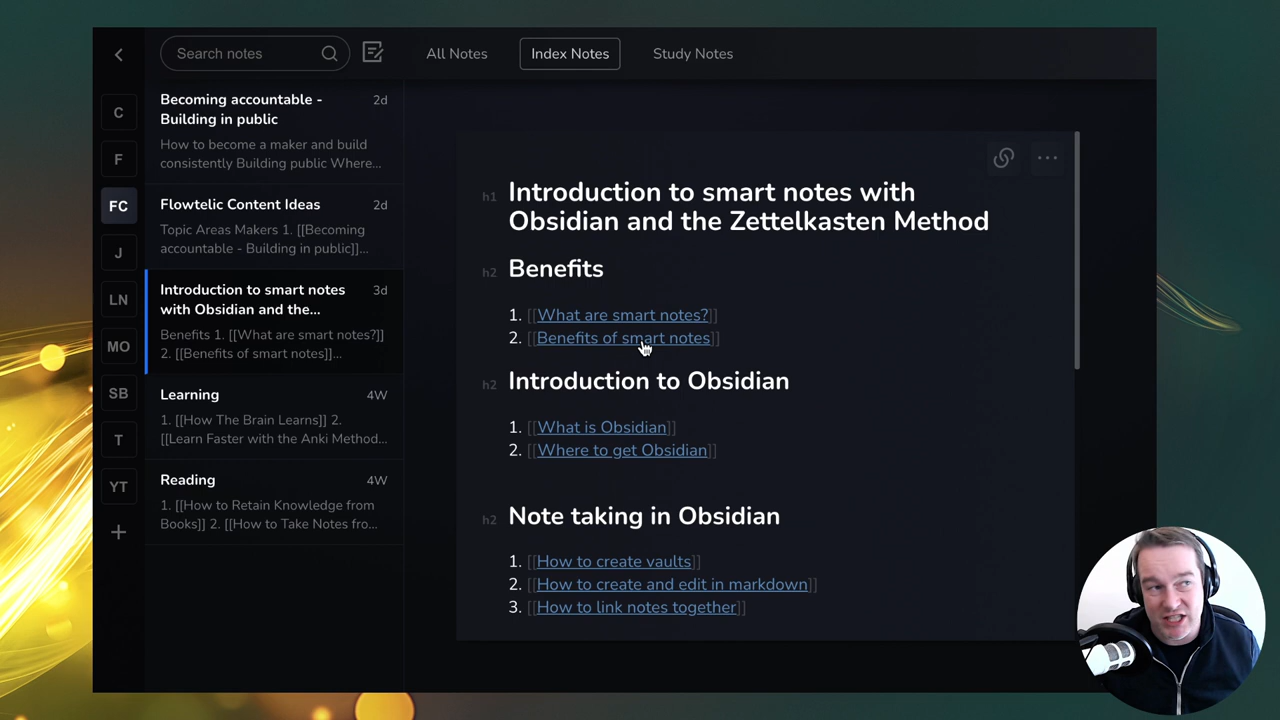 Search notes
All Notes
Index Notes
Study Notes
C
F
FC
J
LN
MO
SB
T
YT
Becoming accountable -
Building in public
2d
How to become a maker and build
consistently Building public Where...
Flowtelic Content Ideas
2d
Topic Areas Makers 1. [[Becoming
accountable - Building in public]]...
Introduction to smart notes
with Obsidian and the...
3d
Benefits 1. [[What are smart notes?]]
2. [[Benefits of smart notes]]...
Learning
4W
1. [[How The Brain Learns]] 2.
[[Learn Faster with the Anki Method...
Reading
4W
1. [[How to Retain Knowledge from
Books]] 2. [[How to Take Notes fro...
h1 Introduction to smart notes with
Obsidian and the Zettelkasten Method
h2 Benefits
1. [[What are smart notes?]]
2. [[Benefits of smart notes]]
h2 Introduction to Obsidian
1. [[What is Obsidian]]
2. [[Where to get Obsidian]]
h2 Note taking in Obsidian
1. [[How to create vaults]]
2. [[How to create and edit in markdown]]
3. [[How to link notes together]]